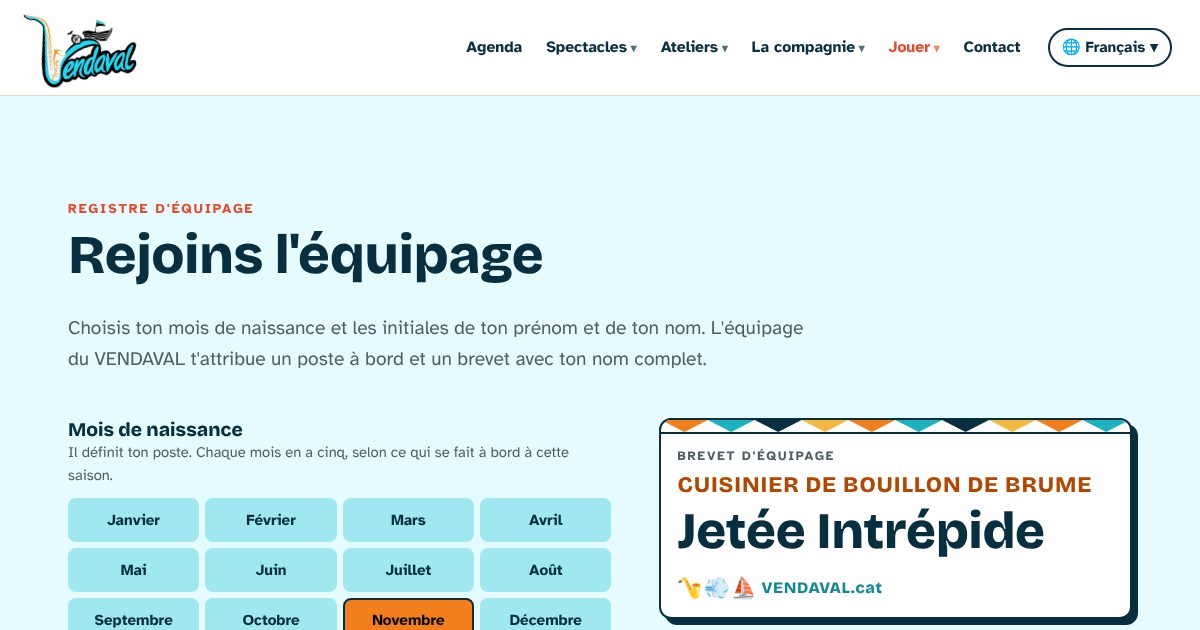 Vendaval
Agenda
Spectacles ▾
Ateliers ▾
La compagnie ▾
Jouer ▾
Contact
🌐 Français ▾
REGISTRE D'ÉQUIPAGE
Rejoins l'équipage
Choisis ton mois de naissance et les initiales de ton prénom et de ton nom. L'équipage
du VENDAVAL t'attribue un poste à bord et un brevet avec ton nom complet.
Mois de naissance
Il définit ton poste. Chaque mois en a cinq, selon ce qui se fait à bord à cette
saison.
Janvier
Février
Mars
Avril
Mai
Juin
Juillet
Août
Septembre
Octobre
Novembre
Décembre
BREVET D'ÉQUIPAGE
CUISINIER DE BOUILLON DE BRUME
Jetée Intrépide
🎷💨⛵ VENDAVAL.cat